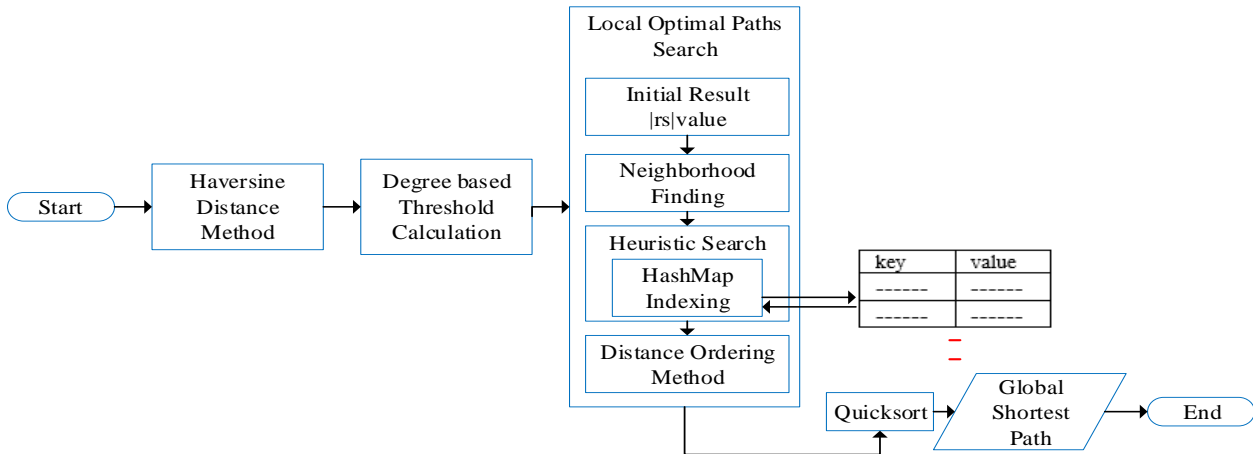 Start
Haversine
Distance
Method
Degree based
Threshold
Calculation
Local Optimal Paths
Search
Initial Result
|rs|value
Neighborhood
Finding
Heuristic Search
HashMap
Indexing
Distance Ordering
Method
key value
------ ------
------ ------
Quicksort
Global
Shortest
Path
End